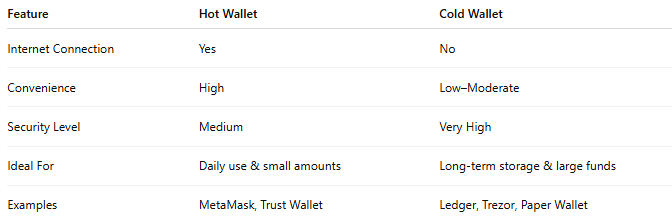 Feature Hot Wallet Cold Wallet
Internet Connection Yes No
Convenience High Low–Moderate
Security Level Medium Very High
Ideal For Daily use & small amounts Long-term storage & large funds
Examples MetaMask, Trust Wallet Ledger, Trezor, Paper Wallet